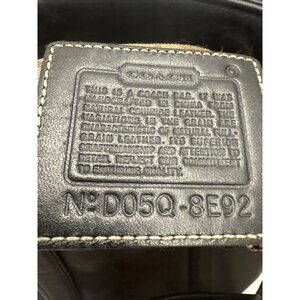 COACH
THIS IS A COACH BAG. IT WAS
HANDCRAFTED IN CHINA FROM
NATURAL GRAIN LEATHER. THE
VARIATIONS IN THE GRAIN ARE
CHARACTERISTIC OF NATURAL FULL
GRAIN LEATHER. ITS SUPERIOR
CRAFTSMANSHIP AND ATTENTION TO
DETAIL REFLECT OUR COMMITMENT
TO ENDURING QUALITY.
Nº D05Q-8E92